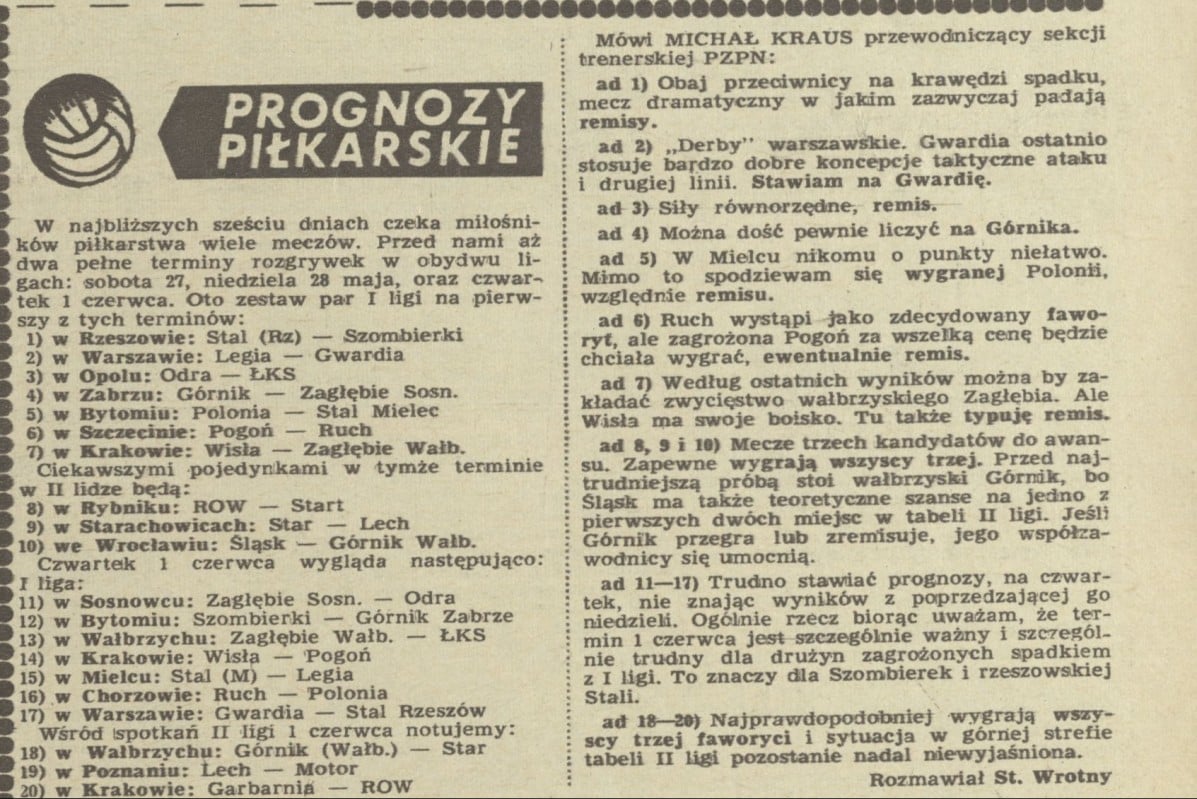 PROGNOZY
PIŁKARSKIE
W najbliższych sześciu dniach czeka miłośni-
ków piłkarstwa wiele meczów. Przed nami aż
dwa pełne terminy rozgrywek w obydwu li-
gach: sobota 27, niedziela 28 maja, oraz czwar-
tek 1 czerwca. Oto zestaw par I ligi na pierw-
szy z tych terminów:
1) w Rzeszowie: Stal (Rz) — Szombierki
2) w Warszawie: Legia — Gwardia
3) w Opolu: Odra — ŁKS
4) w Zabrzu: Górnik — Zagłębie Sosn.
5) w Bytomiu: Polonia — Stal Mielec
6) w Szczecinie: Pogoń — Ruch
7) w Krakowie: Wisła — Zagłębie Wałb.
Ciekawszymi pojedynkami w tymże terminie
w II lidze będą:
8) w Rybniku: ROW — Start
9) w Starachowicach: Star — Lech
10) we Wrocławiu: Śląsk — Górnik Wałb.
Czwartek 1 czerwca wygląda następująco:
I liga:
11) w Sosnowcu: Zagłębie Sosn. — Odra
12) w Bytomiu: Szombierki — Górnik Zabrze
13) w Wałbrzychu: Zagłębie Wałb. — ŁKS
14) w Krakowie: Wisła — Pogoń
15) w Mielcu: Stal (M) — Legia
16) w Chorzowie: Ruch — Polonia
17) w Warszawie: Gwardia — Stal Rzeszów
Wśród spotkań II ligi 1 czerwca notujemy:
18) w Wałbrzychu: Górnik (Wałb.) — Star
19) w Poznaniu: Lech — Motor
20) w Krakowie: Garbarnia — ROW
Mówi MICHAŁ KRAUS przewodniczący sekcji
trenerskiej PZPN:
ad 1) Obaj przeciwnicy na krawędzi spadku,
mecz dramatyczny w jakim zazwyczaj padają
remisy.
ad 2) „Derby” warszawskie. Gwardia ostatnio
stosuje bardzo dobre koncepcje taktyczne ataku
i drugiej linii. Stawiam na Gwardię.
ad 3) Siły równorzędne, remis.
ad 4) Można dość pewnie liczyć na Górnika.
ad 5) W Mielcu nikomu o punkty niełatwo.
Mimo to spodziewam się wygranej Polonii,
względnie remisu.
ad 6) Ruch wystąpi jako zdecydowany fawo-
ryt, ale zagrożona Pogoń za wszelką cenę będzie
chciała wygrać, ewentualnie remis.
ad 7) Według ostatnich wyników można by za-
kładać zwycięstwo wałbrzyskiego Zagłębia. Ale
Wisła ma swoje boisko. Tu także typuję remis.
ad 8, 9 i 10) Mecze trzech kandydatów do awan-
su. Zapewne wygrają wszyscy trzej. Przed naj-
trudniejszą próbą stoi wałbrzyski Górnik, bo
Śląsk ma także teoretyczne szanse na jedno z
pierwszych dwóch miejsc w tabeli II ligi. Jeśli
Górnik przegra lub zremisuje, jego współza-
wodnicy się umocnią.
ad 11—17) Trudno stawiać prognozy, na czwar-
tek, nie znając wyników z poprzedzającej go
niedzieli. Ogólnie rzecz biorąc uważam, że ter-
min 1 czerwca jest szczególnie ważny i szczegól-
nie trudny dla drużyn zagrożonych spadkiem
z I ligi. To znaczy dla Szombierek i rzeszowskiej
Stali.
ad 18—20) Najprawdopodobniej wygrają wszy-
scy trzej faworyci i sytuacja w górnej strefie
tabeli II ligi pozostanie nadal niewyjaśniona.
Rozmawiał St. Wrotny